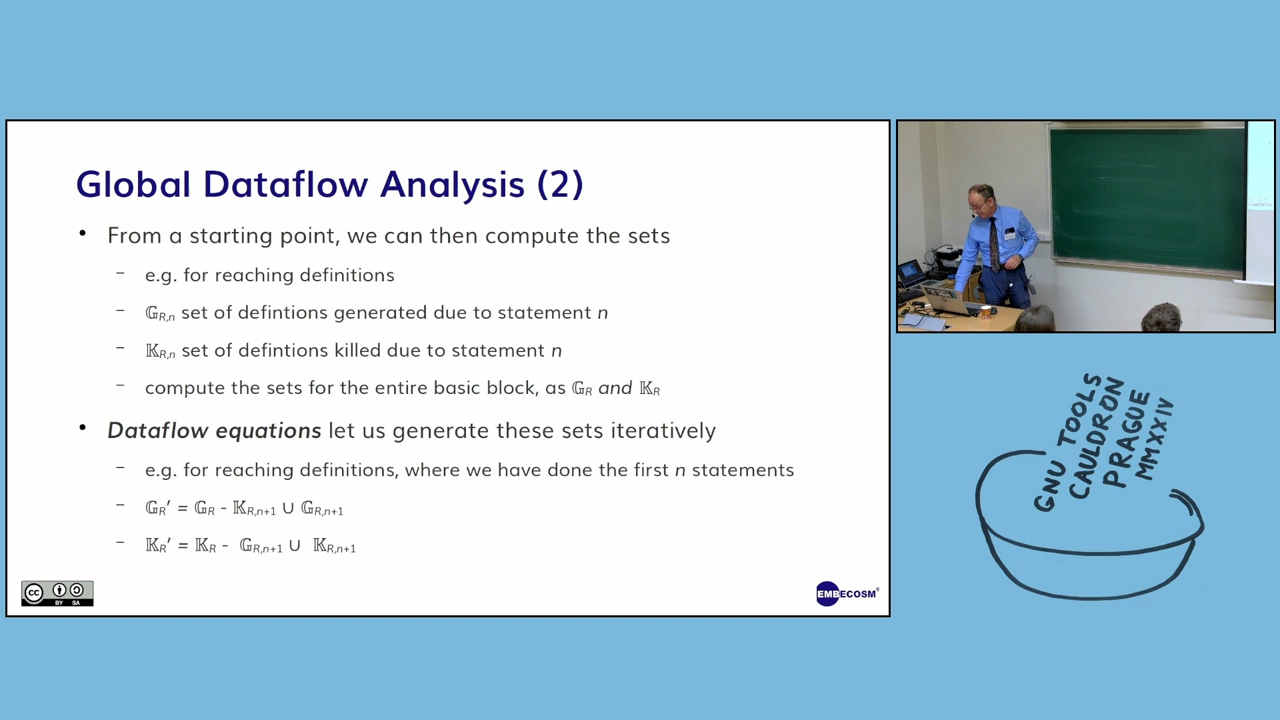 Global Dataflow Analysis (2)
• From a starting point, we can then compute the sets
– e.g. for reaching definitions
– 𝔾R,n set of defintions generated due to statement n
– 𝕂R,n set of defintions killed due to statement n
– compute the sets for the entire basic block, as 𝔾R and 𝕂R
• Dataflow equations let us generate these sets iteratively
– e.g. for reaching definitions, where we have done the first n statements
– 𝔾R′ = 𝔾R - 𝕂R,n+1 ∪ 𝔾R,n+1
– 𝕂R′ = 𝕂R - 𝔾R,n+1 ∪ 𝕂R,n+1
cc BY SA
EMBECOSM®
GNU TOOLS
CAULDRON
PRAGUE
MMXXIV